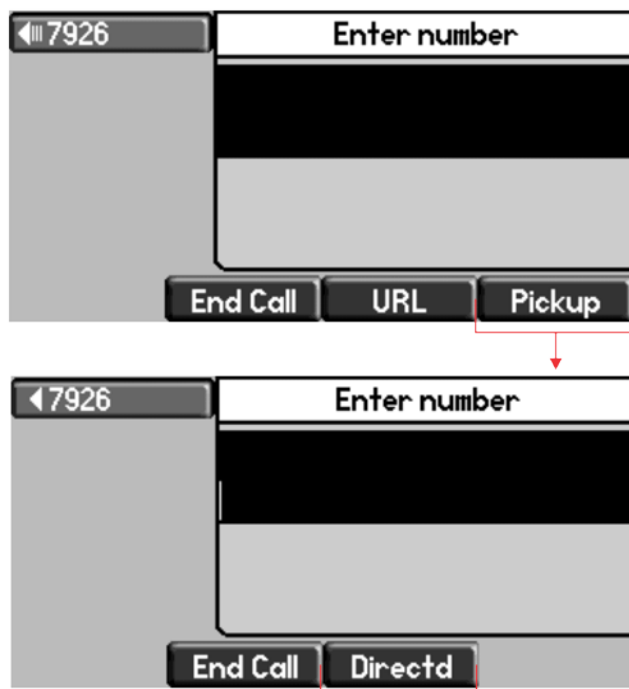 7926
Enter number
End Call URL Pickup
7926
Enter number
End Call Directd